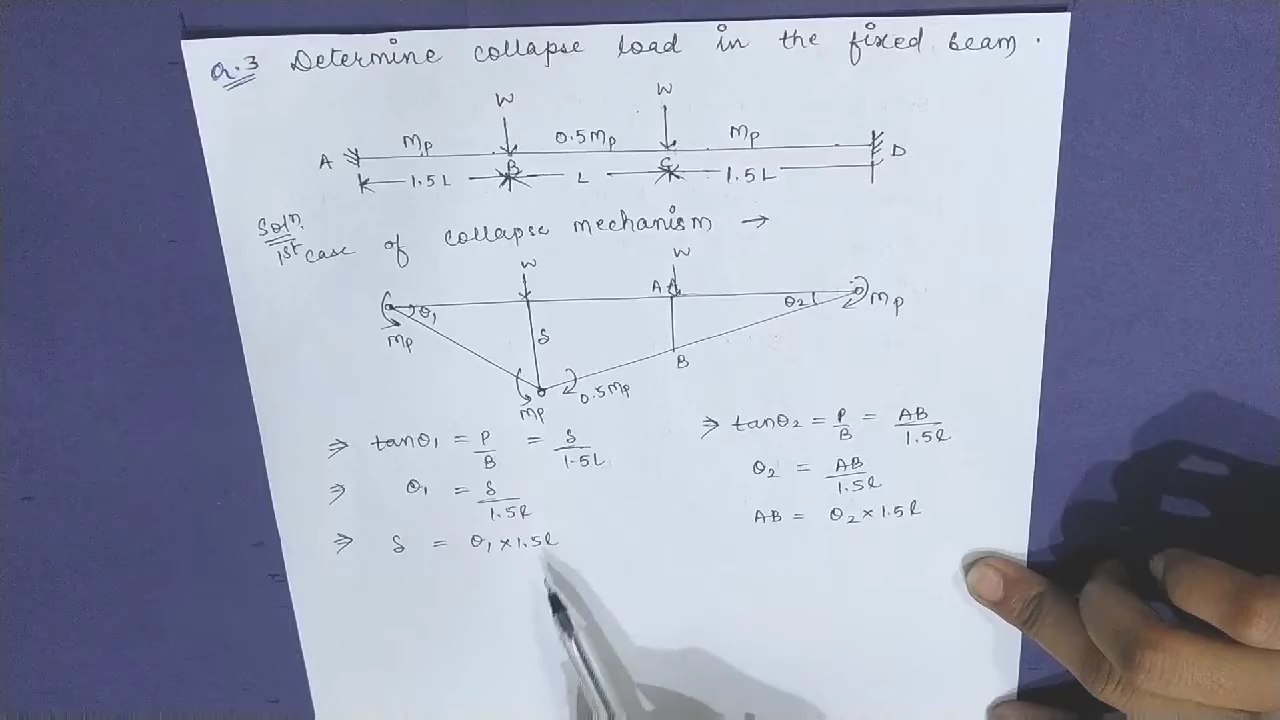 Q.3 Determine collapse load in the fixed beam.
W W
A Mp 0.5Mp Mp D
B C
1.5L L 1.5L
Solⁿ.
1st case of collapse mechanism →
W W
θ1 A θ2 Mp
Mp δ B
Mp 0.5Mp
⇒ tanθ1 = P/B = δ/1.5L
⇒ θ1 = δ/1.5l
⇒ δ = θ1 × 1.5l
⇒ tanθ2 = P/B = AB/1.5l
θ2 = AB/1.5l
AB = θ2 × 1.5l